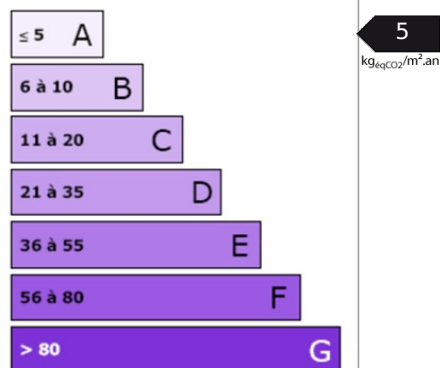 ≤ 5 A
5
kgéqCO2/m².an
6 à 10 B
11 à 20 C
21 à 35 D
36 à 55 E
56 à 80 F
> 80 G